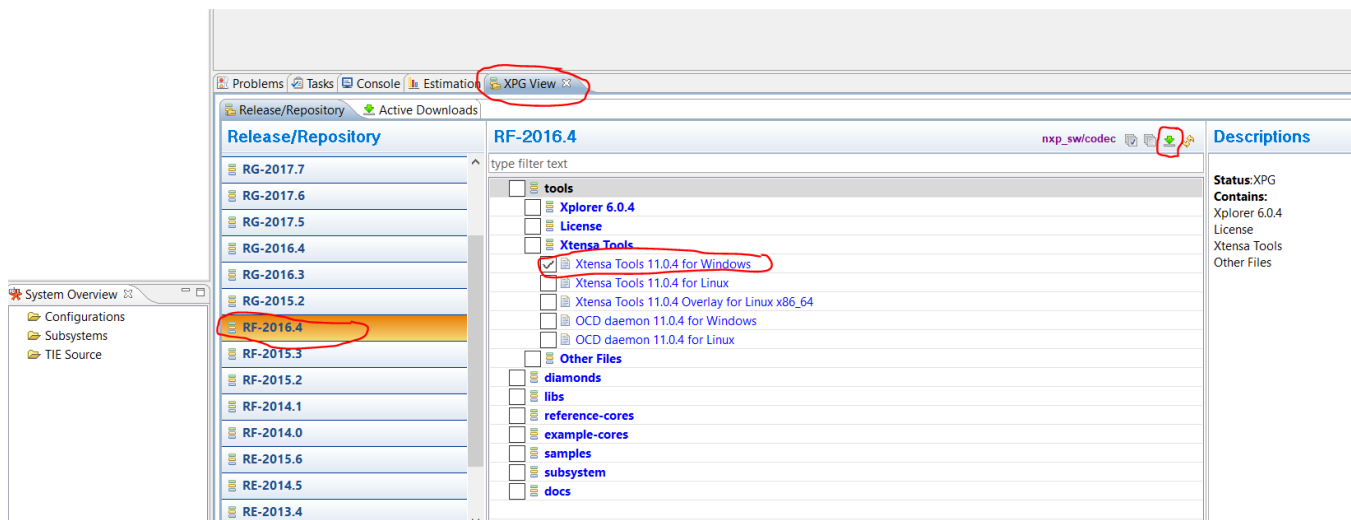 Problems Tasks Console Estimation XPG View
Release/Repository Active Downloads
Release/Repository
RG-2017.7
RG-2017.6
RG-2017.5
RG-2016.4
RG-2016.3
RG-2015.2
RF-2016.4
RF-2015.3
RF-2015.2
RF-2014.1
RF-2014.0
RE-2015.6
RE-2014.5
RE-2013.4
RF-2016.4
nxp_sw/codec
type filter text
tools
Xplorer 6.0.4
License
Xtensa Tools
Xtensa Tools 11.0.4 for Windows
Xtensa Tools 11.0.4 for Linux
Xtensa Tools 11.0.4 Overlay for Linux x86_64
OCD daemon 11.0.4 for Windows
OCD daemon 11.0.4 for Linux
Other Files
diamonds
libs
reference-cores
example-cores
samples
subsystem
docs
Descriptions
Status:XPG
Contains:
Xplorer 6.0.4
License
Xtensa Tools
Other Files
System Overview
Configurations
Subsystems
TIE Source